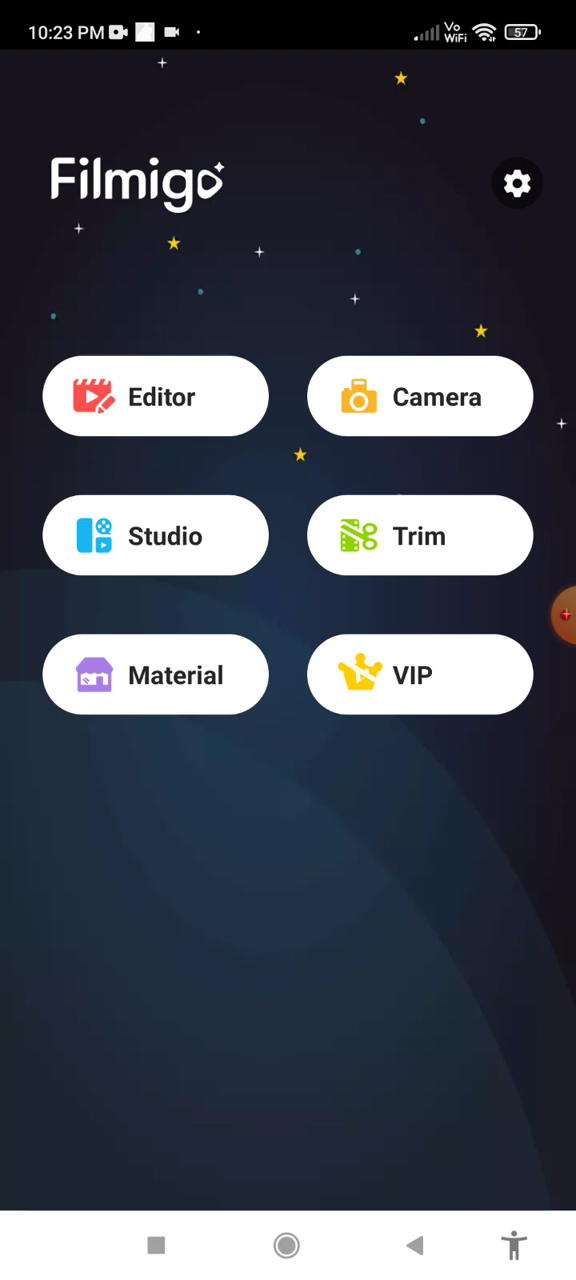 10:23 PM
Vo WiFi
57
Filmigo
Editor
Camera
Studio
Trim
Material
VIP